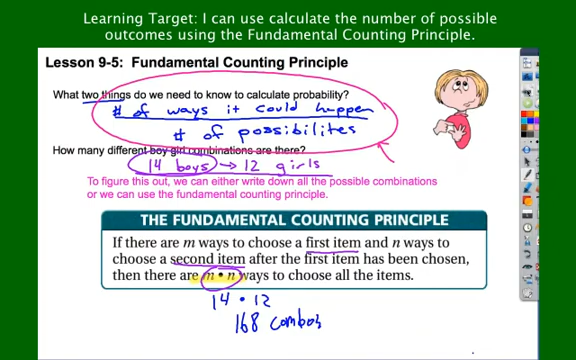 Learning Target: I can use calculate the number of possible
outcomes using the Fundamental Counting Principle.
Lesson 9-5: Fundamental Counting Principle
What two things do we need to know to calculate probability?
# of ways it could happen
# of possibilites
How many different boy girl combinations are there?
14 boys → 12 girls
To figure this out, we can either write down all the possible combinations
or we can use the fundamental counting principle.
THE FUNDAMENTAL COUNTING PRINCIPLE
If there are m ways to choose a first item and n ways to
choose a second item after the first item has been chosen,
then there are m • n ways to choose all the items.
14 • 12
168 combos